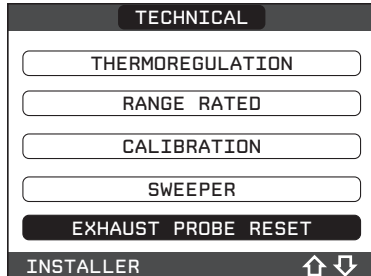 TECHNICAL
THERMOREGULATION
RANGE RATED
CALIBRATION
SWEEPER
EXHAUST PROBE RESET
INSTALLER